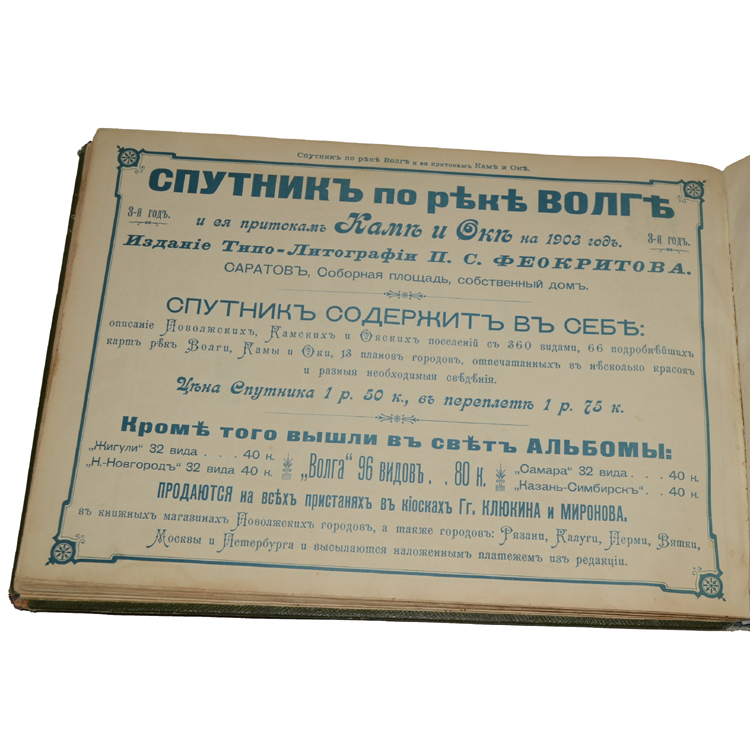 Спутникъ по рѣкѣ Волгѣ и ея притокамъ Камѣ и Окѣ.
СПУТНИКЪ по рѣкѣ ВОЛГѢ
3-й годъ.
и ея притокамъ Камѣ и Окѣ на 1903 годъ.
3-й годъ.
Изданіе Типо-Литографіи П. С. ФЕОКРИТОВА.
САРАТОВЪ, Соборная площадь, собственный домъ.
СПУТНИКЪ СОДЕРЖИТЪ ВЪ СЕБѢ:
описаніе Поволжскихъ, Камскихъ и Окскихъ поселеній съ 360 видами, 66 подробнѣйшихъ
картъ рѣкъ Волги, Камы и Оки, 13 плановъ городовъ, отпечатанныхъ въ нѣсколько красокъ
и разныя необходимыя свѣдѣнія.
Цѣна Спутника 1 р. 50 к., въ переплетѣ 1 р. 75 к.
Кромѣ того вышли въ свѣтъ АЛЬБОМЫ:
„Жигули" 32 вида . . . 40 к.
„Н.-Новгородъ" 32 вида 40 к.
„Волга" 96 видовъ . . 80 к.
„Самара" 32 вида . . . 40 к.
„Казань-Симбирскъ" . . 40 к.
ПРОДАЮТСЯ на всѣхъ пристаняхъ въ кіоскахъ Гг. КЛЮКИНА и МИРОНОВА.
въ книжныхъ магазинахъ Поволжскихъ городовъ, а также городовъ: Рязани, Калуги, Перми, Вятки,
Москвы и Петербурга и высылаются наложеннымъ платежемъ изъ редакціи.